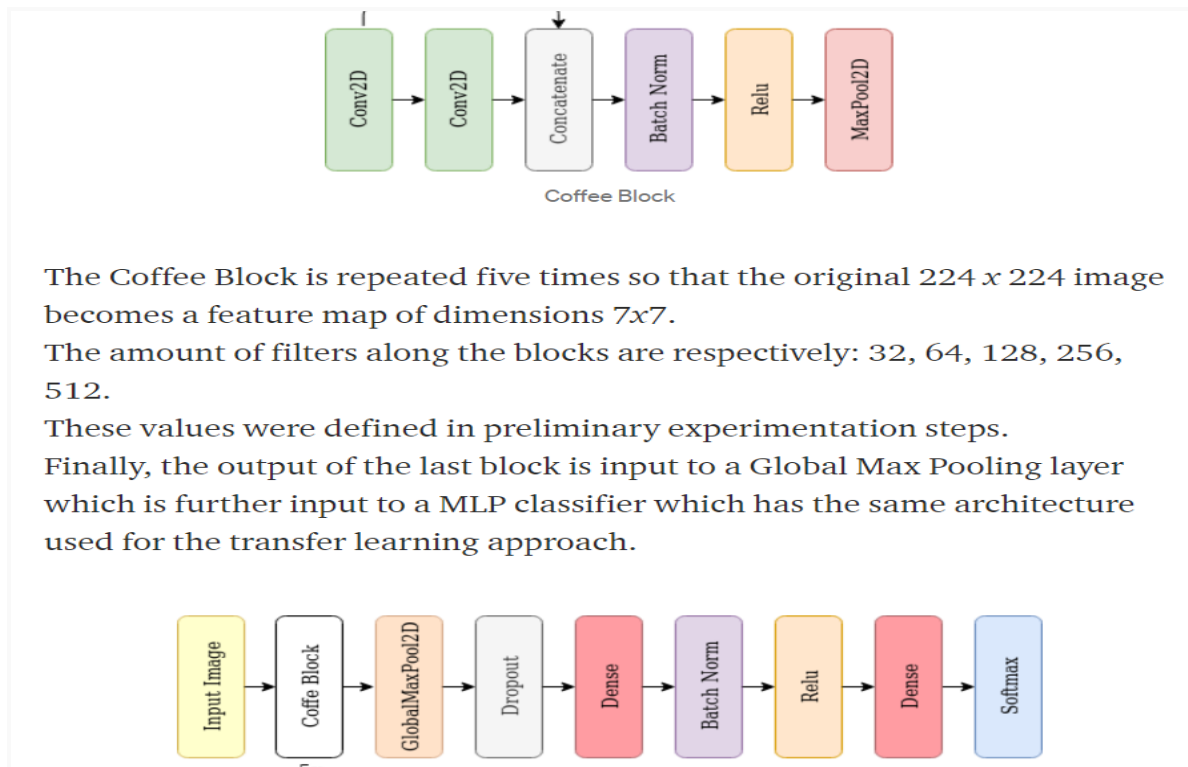 Conv2D
Conv2D
Concatenate
Batch Norm
Relu
MaxPool2D
Coffee Block
The Coffee Block is repeated five times so that the original 224 x 224 image
becomes a feature map of dimensions 7x7.
The amount of filters along the blocks are respectively: 32, 64, 128, 256,
512.
These values were defined in preliminary experimentation steps.
Finally, the output of the last block is input to a Global Max Pooling layer
which is further input to a MLP classifier which has the same architecture
used for the transfer learning approach.
Input Image
Coffe Block
GlobalMaxPool2D
Dropout
Dense
Batch Norm
Relu
Dense
Softmax